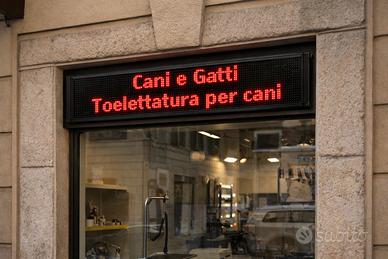 Cani e Gatti
Toelettatura per cani
subito